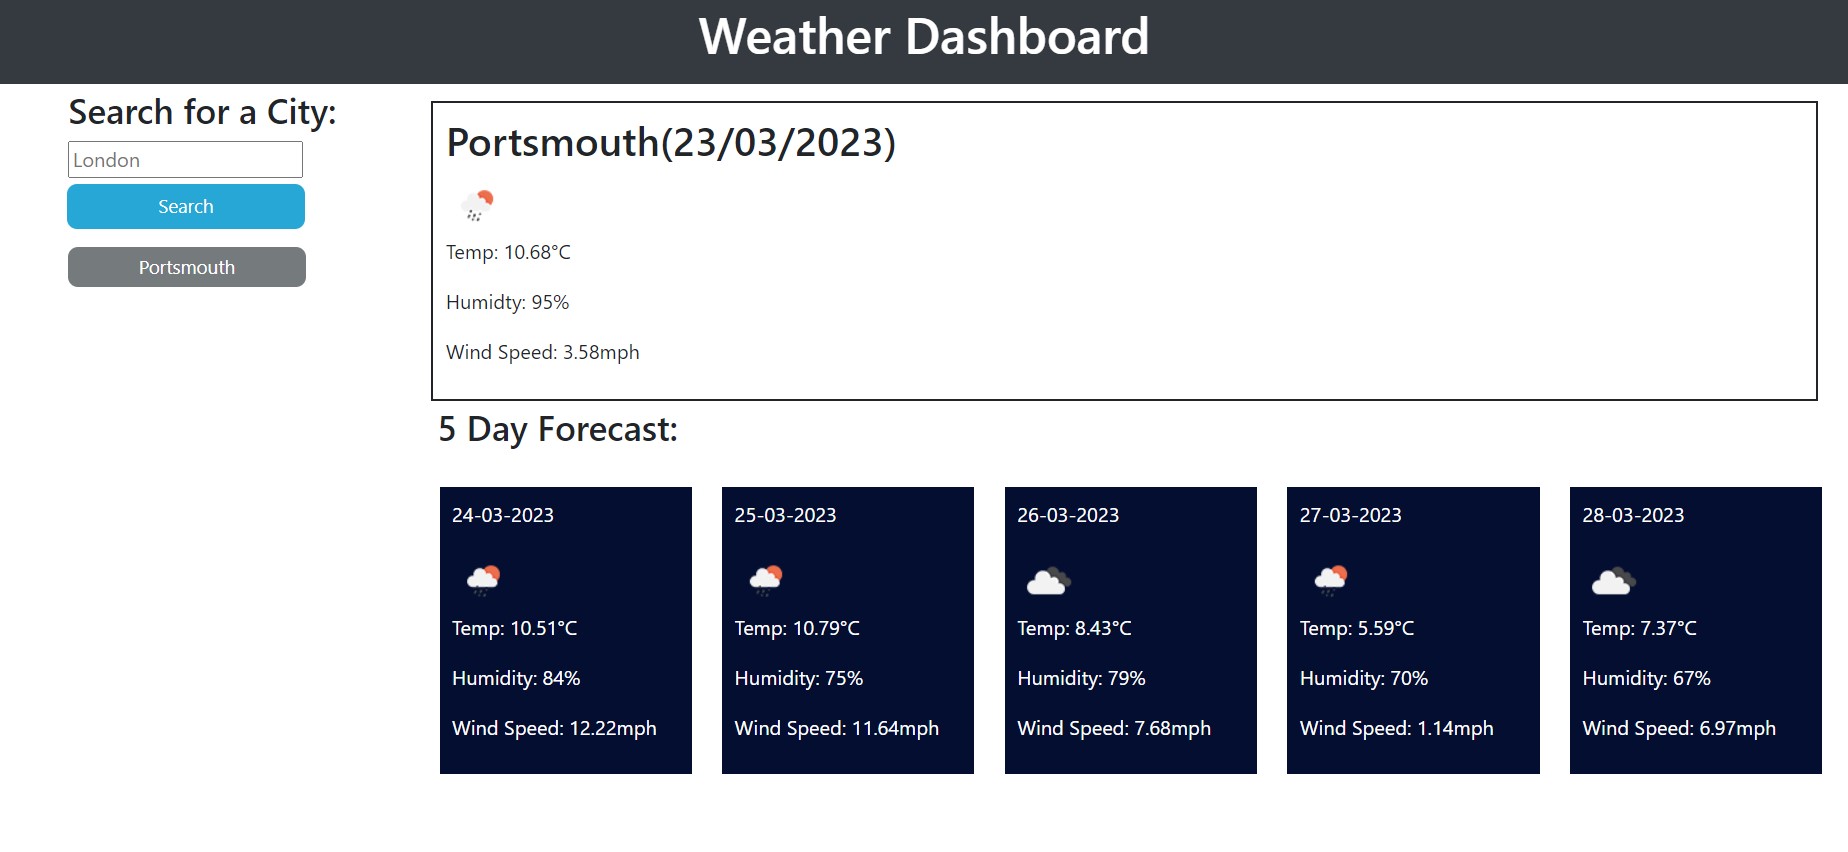 Weather Dashboard
Search for a City:
London
Search
Portsmouth
Portsmouth(23/03/2023)
Temp: 10.68°C
Humidty: 95%
Wind Speed: 3.58mph
5 Day Forecast:
24-03-2023
Temp: 10.51°C
Humidity: 84%
Wind Speed: 12.22mph
25-03-2023
Temp: 10.79°C
Humidity: 75%
Wind Speed: 11.64mph
26-03-2023
Temp: 8.43°C
Humidity: 79%
Wind Speed: 7.68mph
27-03-2023
Temp: 5.59°C
Humidity: 70%
Wind Speed: 1.14mph
28-03-2023
Temp: 7.37°C
Humidity: 67%
Wind Speed: 6.97mph